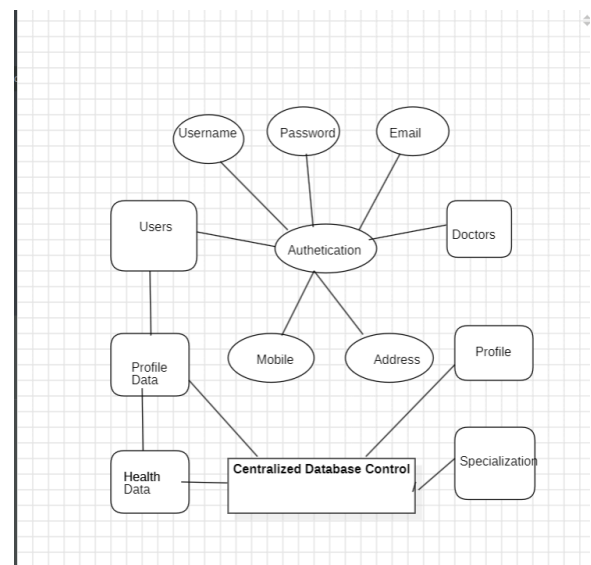 Username
Password
Email
Users
Doctors
Authetication
Mobile
Address
Profile
Profile
Data
Centralized Database Control
Specialization
Health
Data